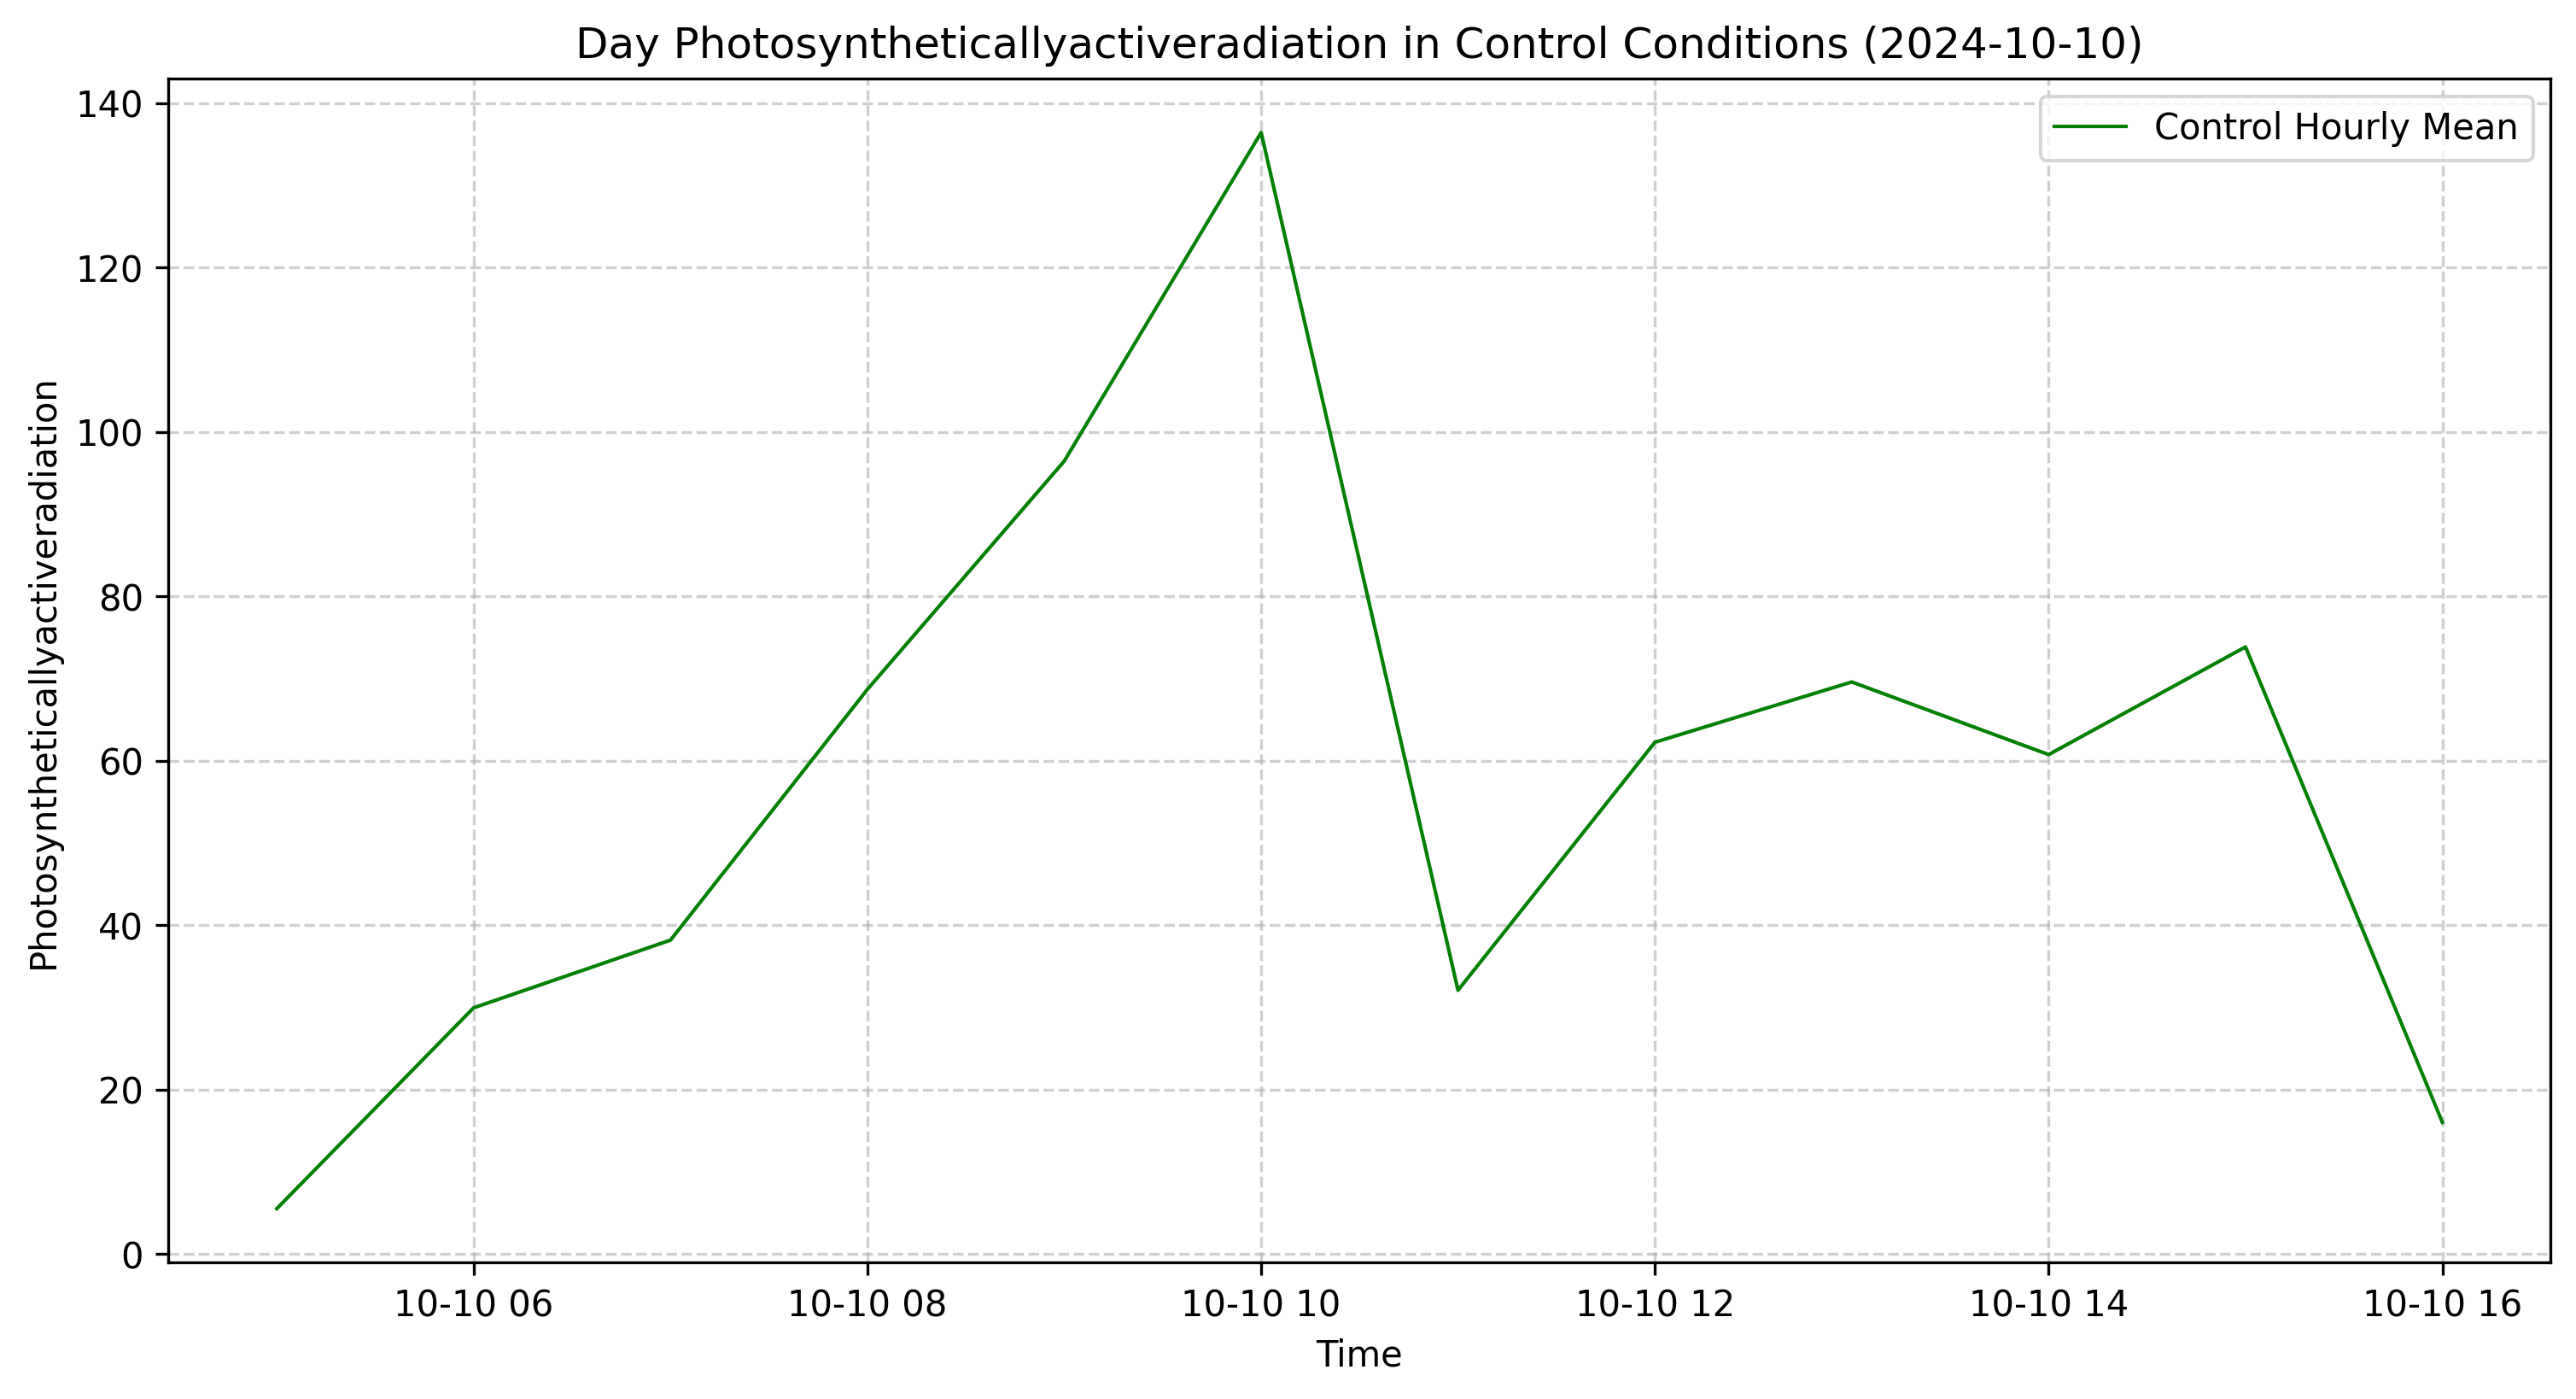 Day Photosyntheticallyactiveradiation in Control Conditions (2024-10-10)
Control Hourly Mean
Photosyntheticallyactiveradiation
140
120
100
80
60
40
20
0
10-10 06 10-10 08 10-10 10 10-10 12 10-10 14 10-10 16
Time